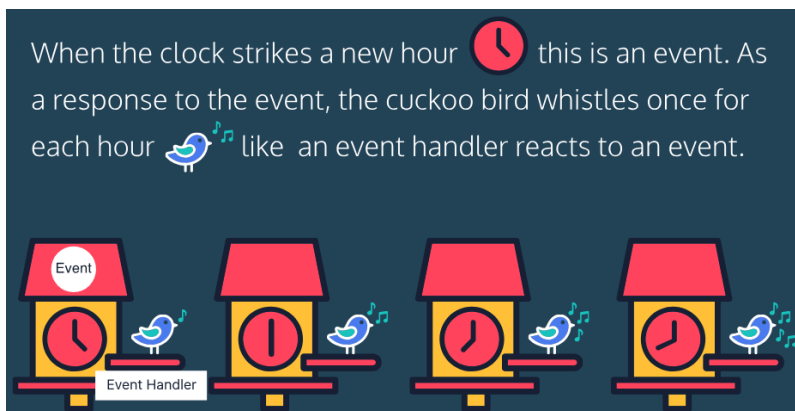 When the clock strikes a new hour this is an event. As
a response to the event, the cuckoo bird whistles once for
each hour like an event handler reacts to an event.
Event
Event Handler